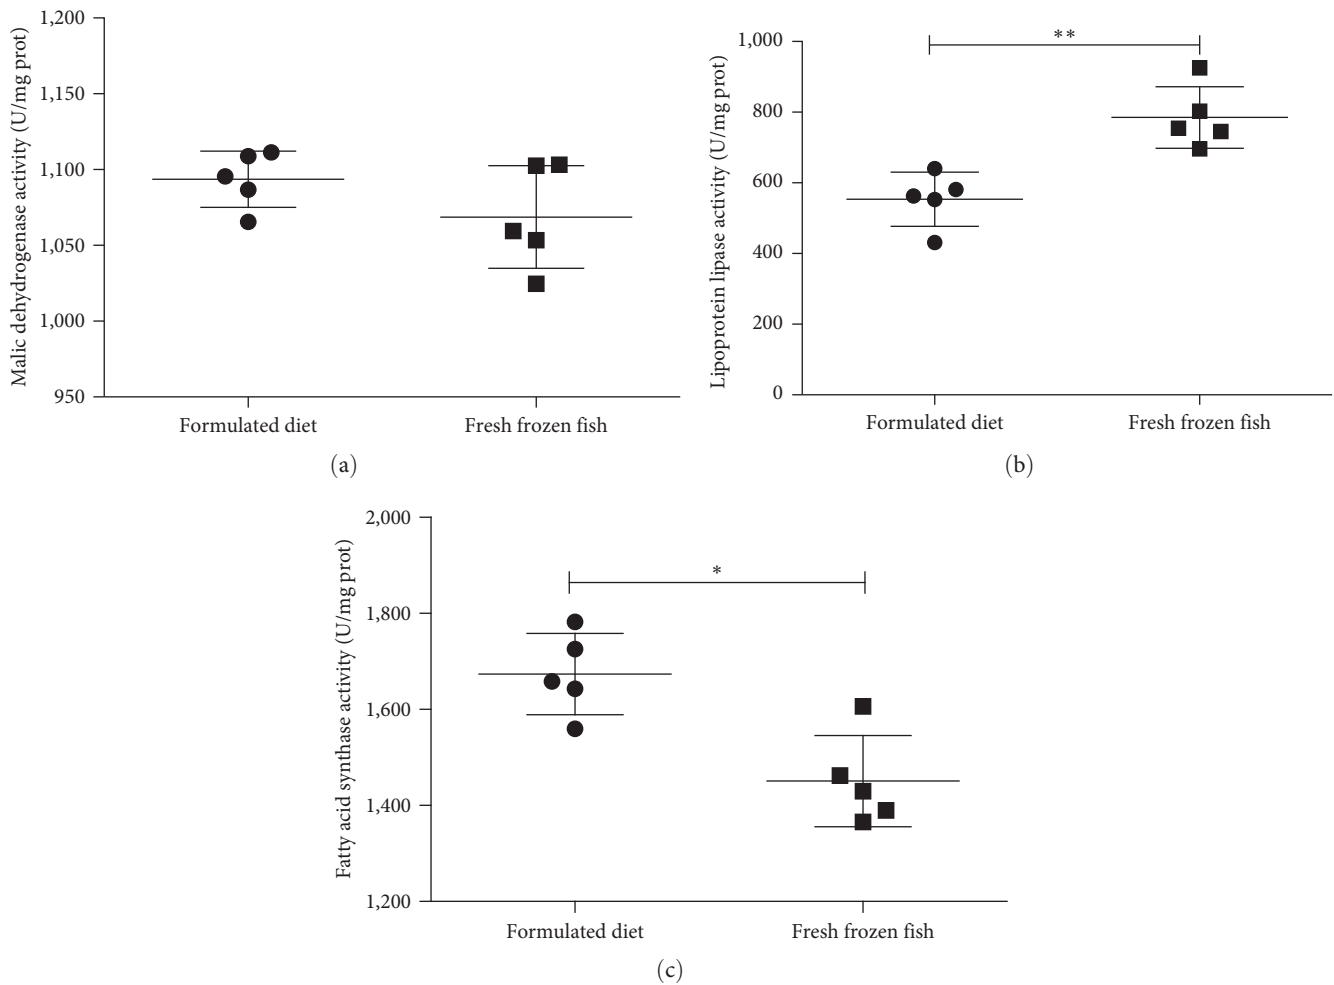 Malic dehydrogenase activity (U/mg prot)
1,200
1,150
1,100
1,050
1,000
950
Formulated diet
Fresh frozen fish
(a)
Lipoprotein lipase activity (U/mg prot)
1,000
800
600
400
200
0
**
Formulated diet
Fresh frozen fish
(b)
Fatty acid synthase activity (U/mg prot)
2,000
1,800
1,600
1,400
1,200
*
Formulated diet
Fresh frozen fish
(c)